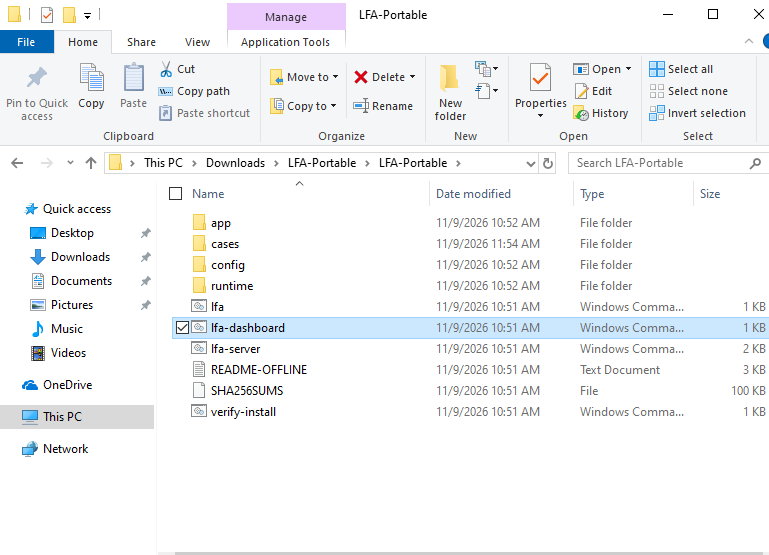 Manage
LFA-Portable
File
Home
Share
View
Application Tools
Pin to Quick access
Copy
Paste
Cut
Copy path
Paste shortcut
Clipboard
Move to
Copy to
Delete
Rename
Organize
New folder
New
Properties
Open
Edit
History
Open
Select all
Select none
Invert selection
Select
This PC > Downloads > LFA-Portable > LFA-Portable >
Search LFA-Portable
Quick access
Desktop
Downloads
Documents
Pictures
Music
Videos
OneDrive
This PC
Network
Name Date modified Type Size
app 11/9/2026 10:52 AM File folder
cases 11/9/2026 11:54 AM File folder
config 11/9/2026 10:52 AM File folder
runtime 11/9/2026 10:52 AM File folder
lfa 11/9/2026 10:51 AM Windows Comma... 1 KB
lfa-dashboard 11/9/2026 10:51 AM Windows Comma... 1 KB
lfa-server 11/9/2026 10:51 AM Windows Comma... 2 KB
README-OFFLINE 11/9/2026 10:51 AM Text Document 3 KB
SHA256SUMS 11/9/2026 10:51 AM File 100 KB
verify-install 11/9/2026 10:51 AM Windows Comma... 1 KB